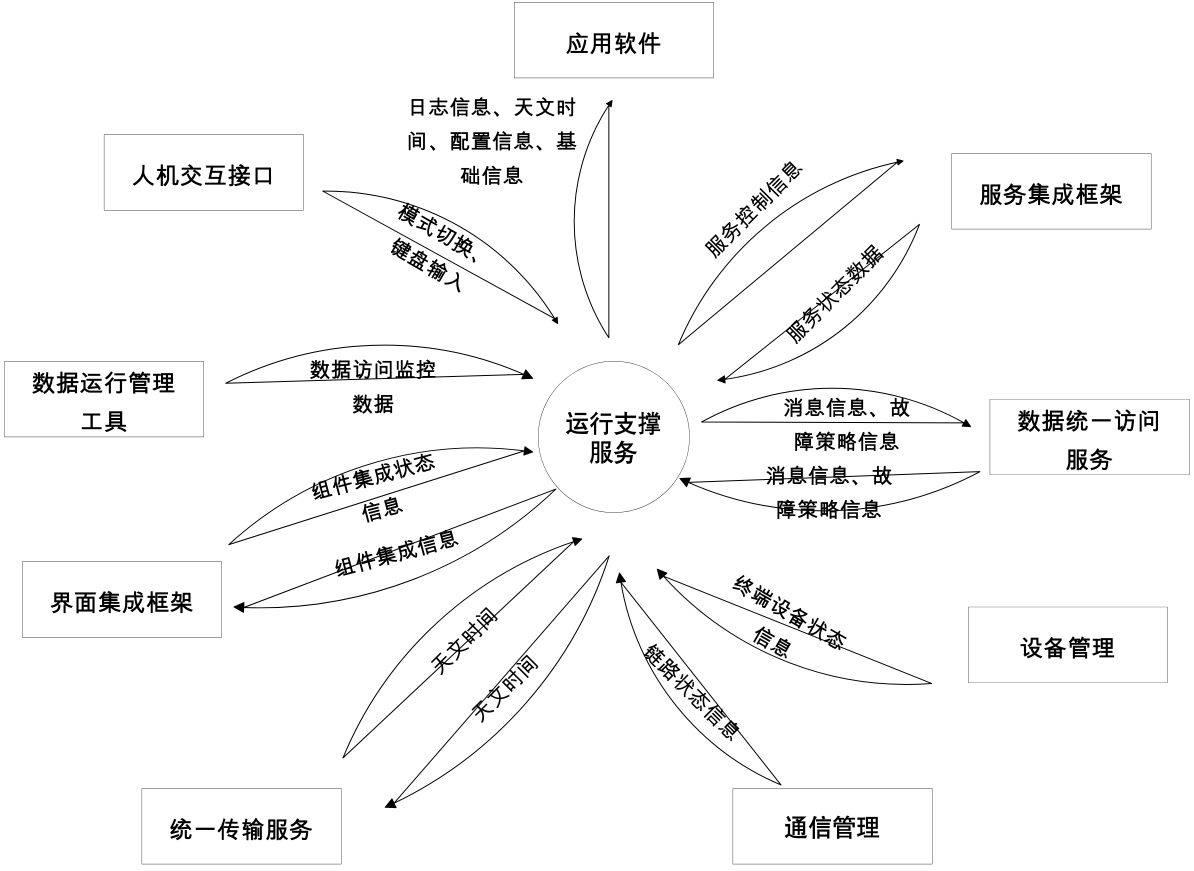 应用软件
日志信息、天文时
间、配置信息、基
础信息
人机交互接口
模式切换、
键盘输入
服务控制信息
服务集成框架
服务状态数据
数据运行管理
工具
数据访问监控
数据
运行支撑
服务
消息信息、故
障策略信息
消息信息、故
障策略信息
数据统一访问
服务
组件集成状态
信息
组件集成信息
界面集成框架
天文时间
天文时间
链路状态信息
终端设备状态
信息
设备管理
统一传输服务
通信管理